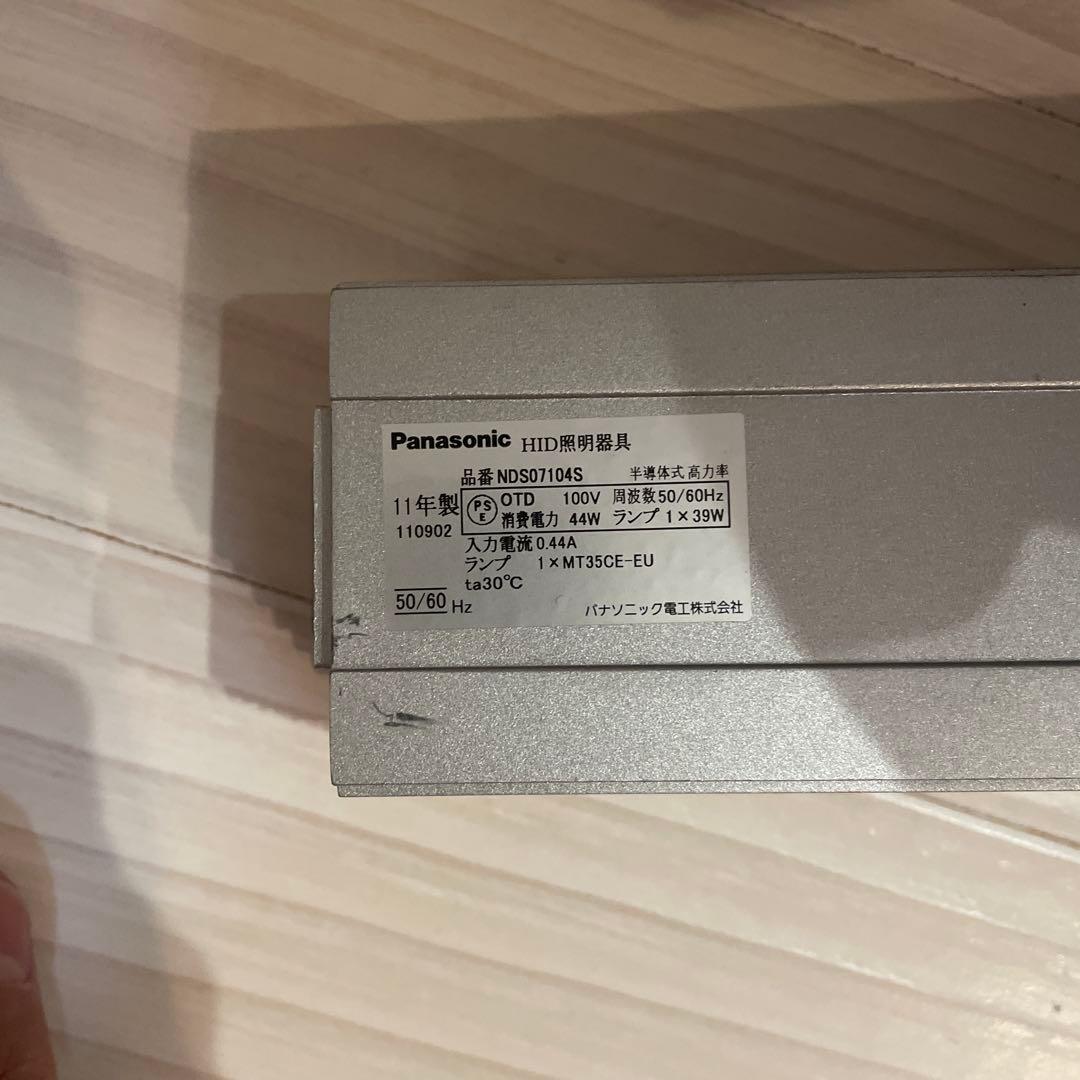 Panasonic HID照明器具
品番 NDS07104S 半導体式 高力率
11年製
110902
PS
E
OTD 100V 周波数 50/60Hz
消費電力 44W ランプ 1×39W
入力電流 0.44A
ランプ 1×MT35CE-EU
ta30℃
50/60 Hz
パナソニック電工株式会社